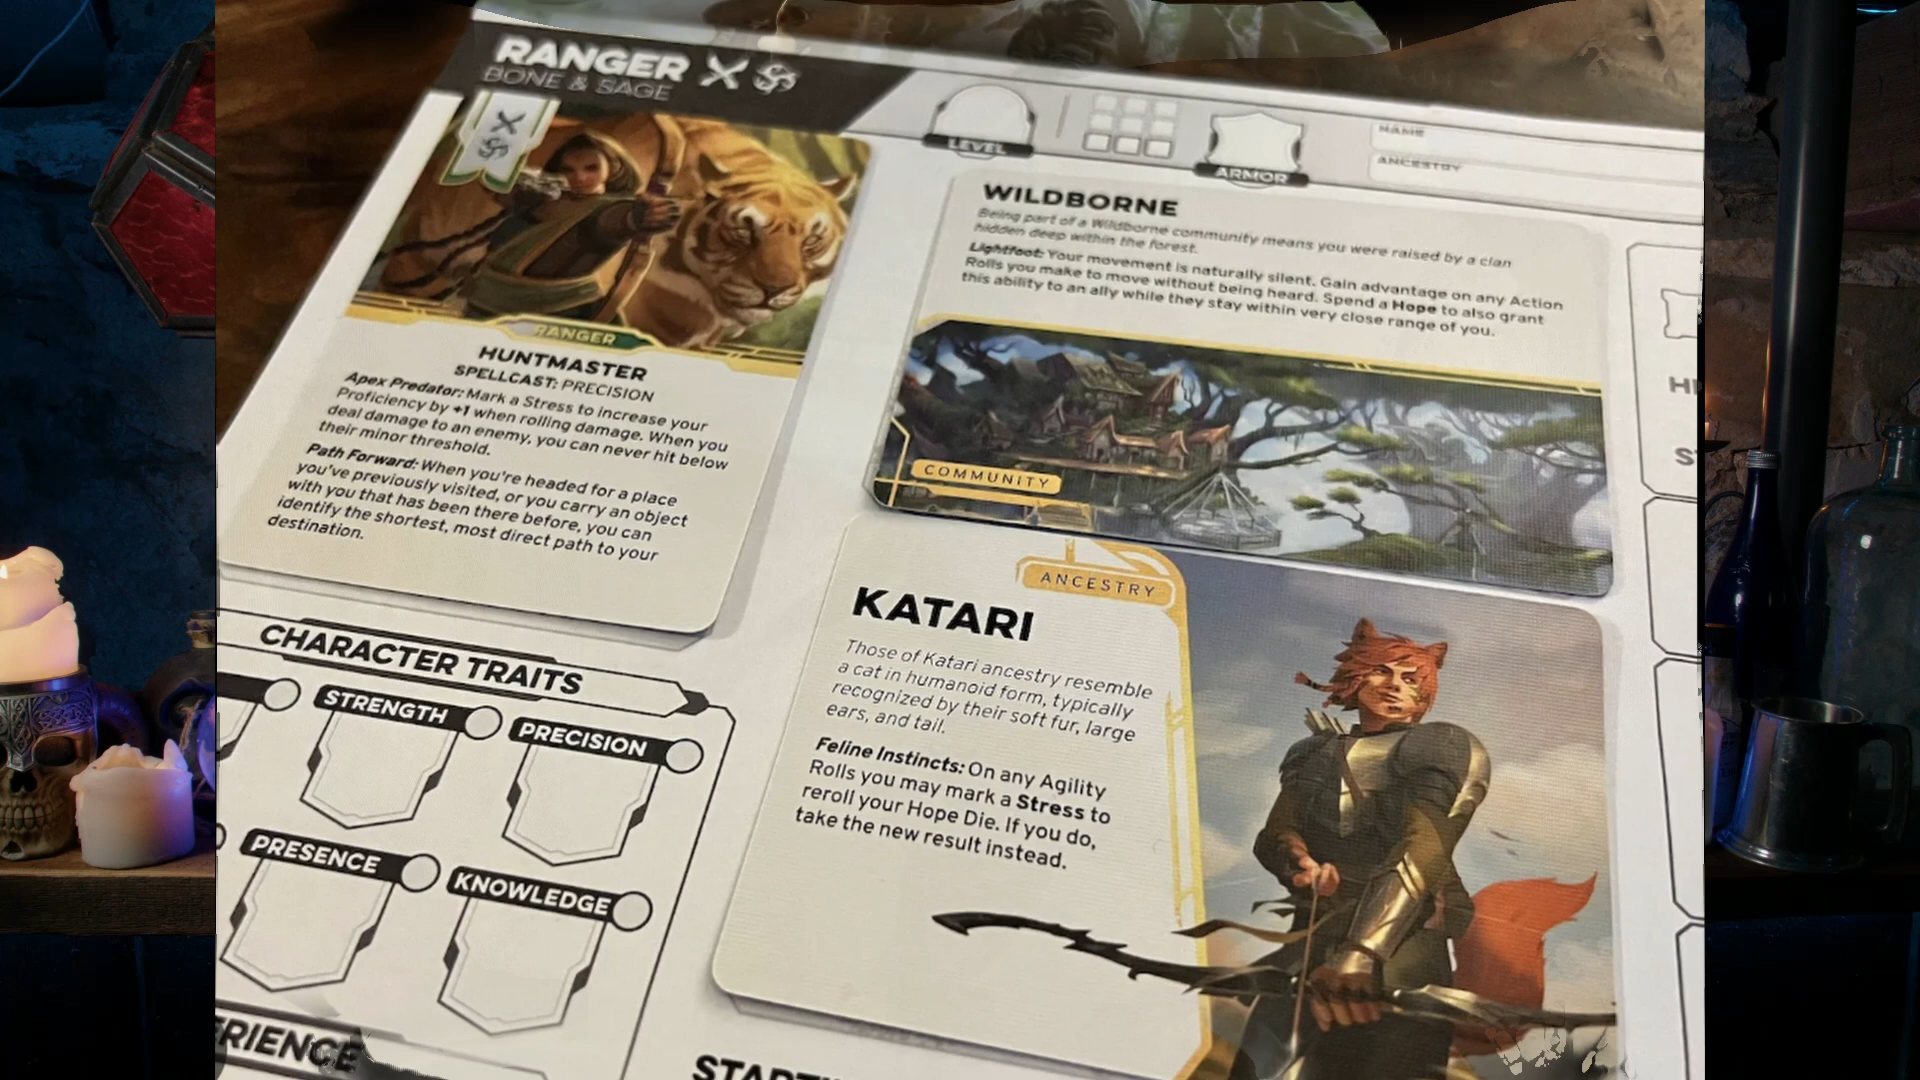 RANGER
BONE & SAGE
LEVEL
ARMOR
NAME
ANCESTRY
RANGER
HUNTMASTER
SPELLCAST: PRECISION
Apex Predator: Mark a Stress to increase your
Proficiency by +1 when rolling damage. When you
deal damage to an enemy, you can never hit below
their minor threshold.
Path Forward: When you're headed for a place
you've previously visited, or you carry an object
with you that has been there before, you can
identify the shortest, most direct path to your
destination.
WILDBORNE
Being part of a Wildborne community means you were raised by a clan
hidden deep within the forest.
Lightfoot: Your movement is naturally silent. Gain advantage on any Action
Rolls you make to move without being heard. Spend a Hope to also grant
this ability to an ally while they stay within very close range of you.
COMMUNITY
ANCESTRY
KATARI
Those of Katari ancestry resemble
a cat in humanoid form, typically
recognized by their soft fur, large
ears, and tail.
Feline Instincts: On any Agility
Rolls you may mark a Stress to
reroll your Hope Die. If you do,
take the new result instead.
CHARACTER TRAITS
STRENGTH
PRECISION
PRESENCE
KNOWLEDGE